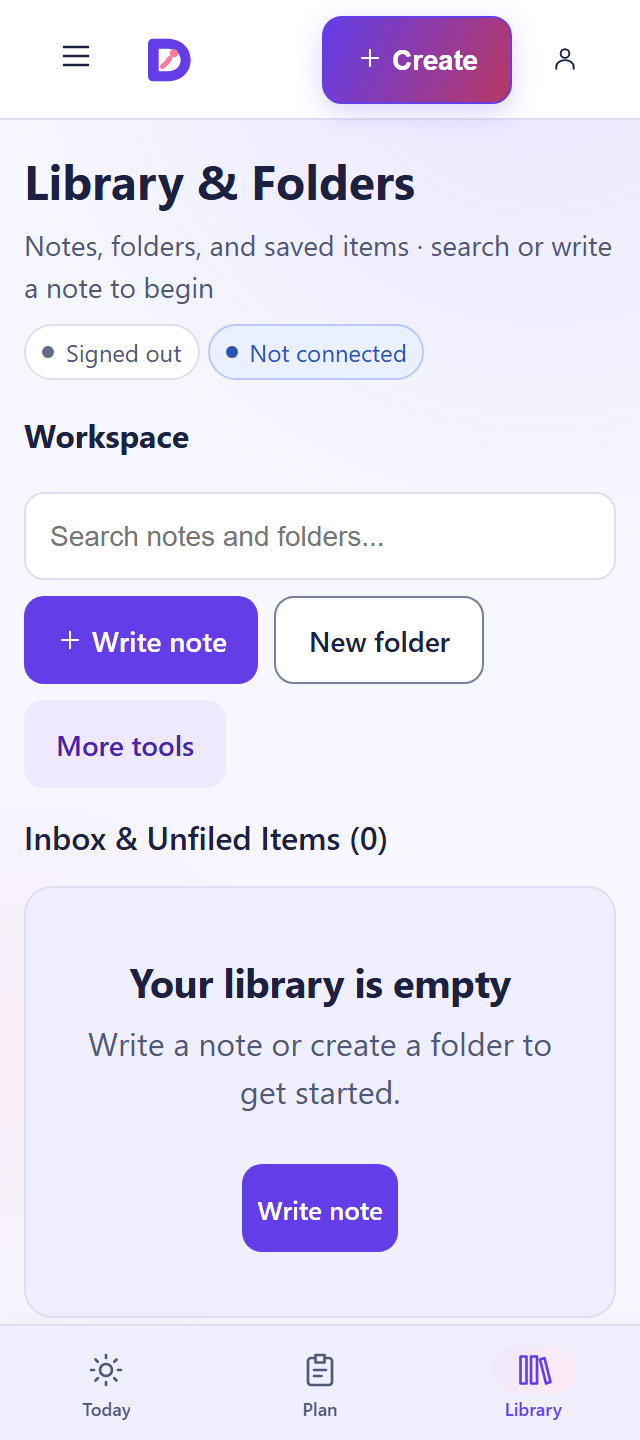 Create
Library & Folders
Notes, folders, and saved items · search or write
a note to begin
Signed out
Not connected
Workspace
Search notes and folders...
Write note
New folder
More tools
Inbox & Unfiled Items (0)
Your library is empty
Write a note or create a folder to
get started.
Write note
Today
Plan
Library